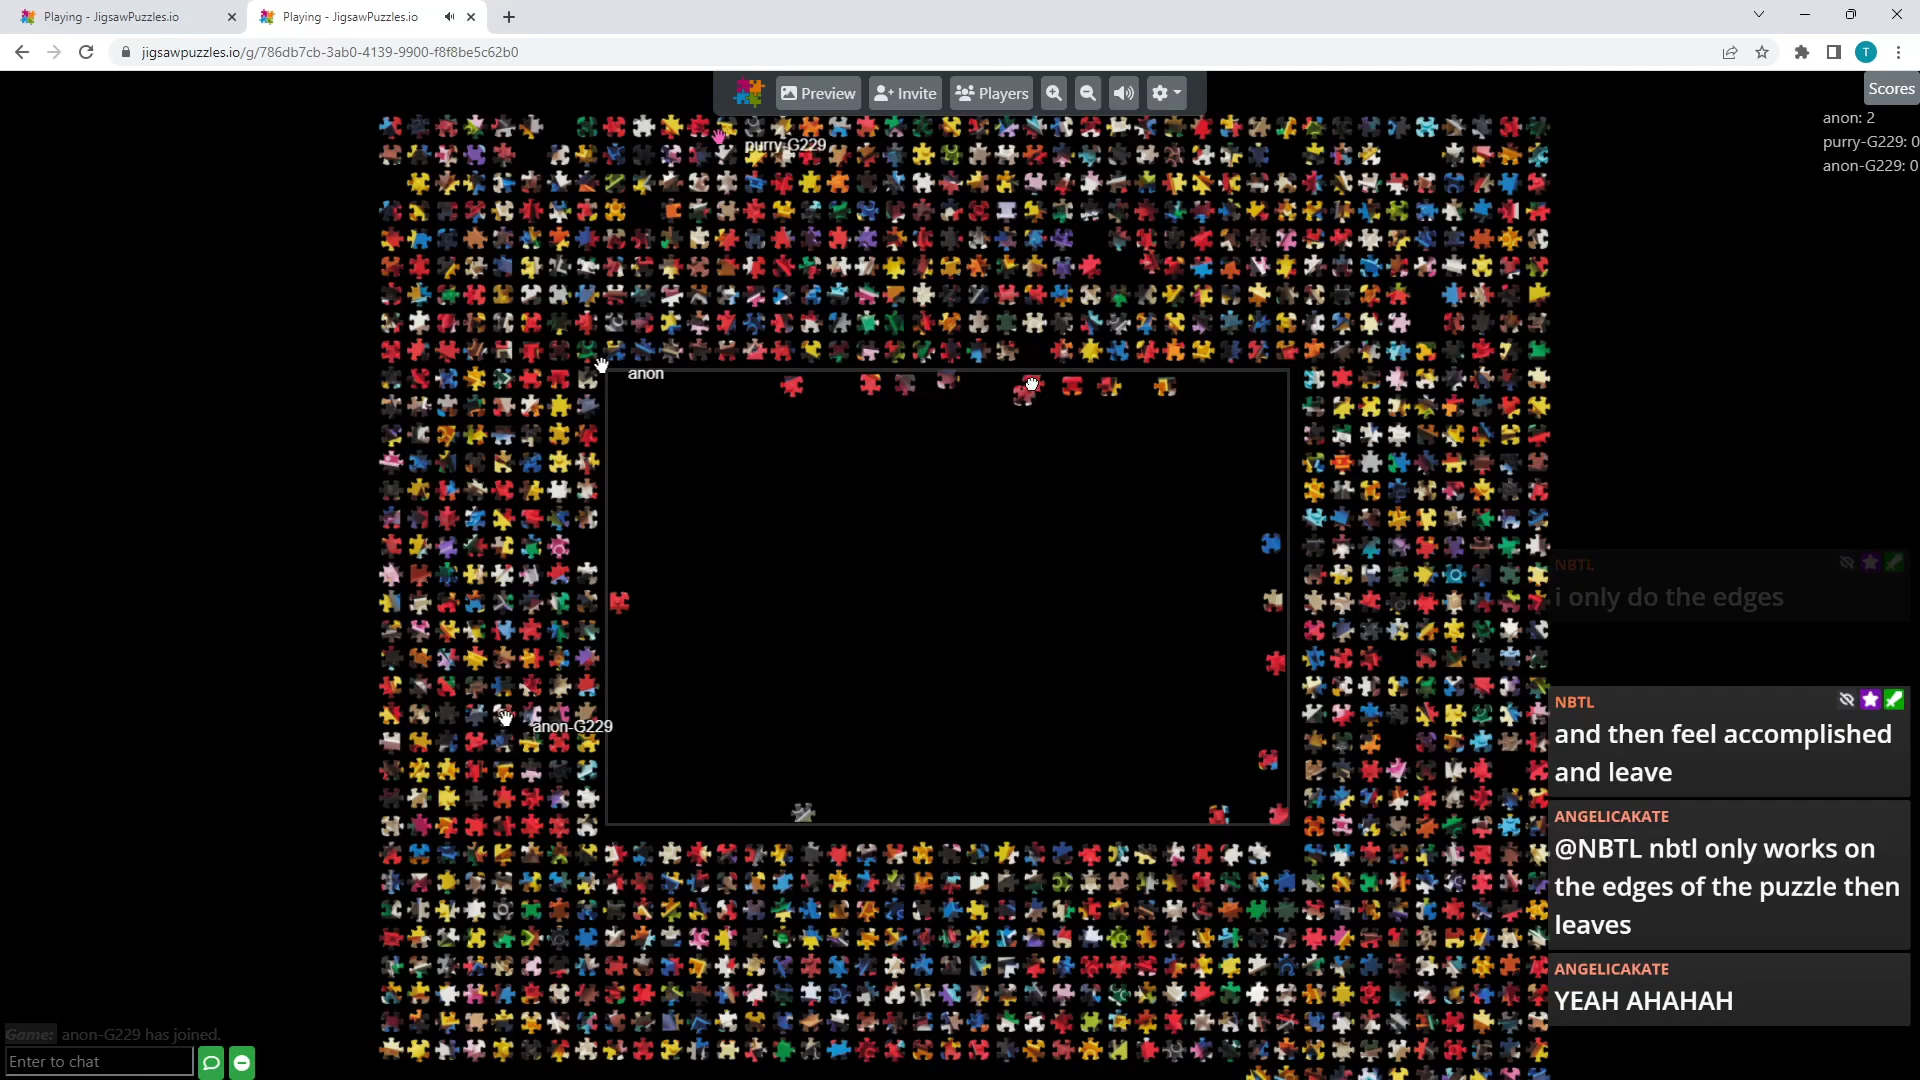 Playing - JigsawPuzzles.io
Playing - JigsawPuzzles.io
jigsawpuzzles.io/g/786db7cb-3ab0-4139-9900-f8f8be5c62b0
T
Preview
Invite
Players
Scores
anon: 2
purry-G229: 0
anon-G229: 0
purry-G229
anon
anon-G229
NBTL
i only do the edges
NBTL
and then feel accomplished
and leave
ANGELICAKATE
@NBTL nbtl only works on
the edges of the puzzle then
leaves
ANGELICAKATE
YEAH AHAHAH
Game: anon-G229 has joined.
Enter to chat